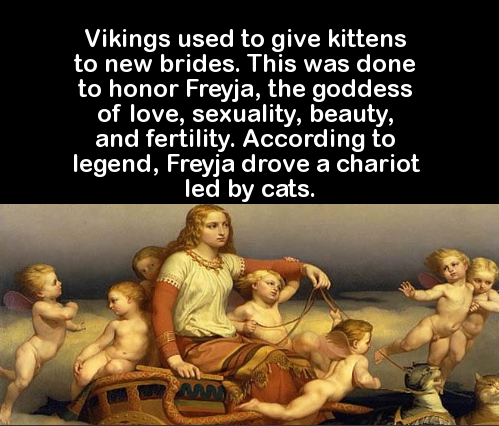 Vikings used to give kittens
to new brides. This was done
to honor Freyja, the goddess
of love, sexuality, beauty,
and fertility. According to
legend, Freyja drove a chariot
led by cats.